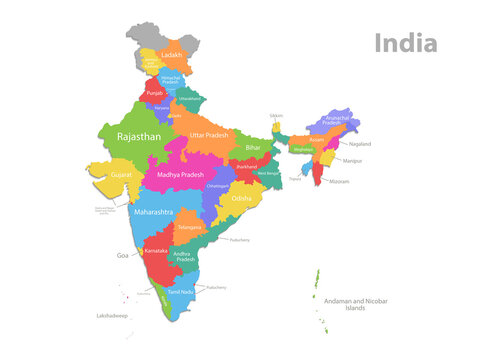 India
Ladakh
Himachal
Pradesh
Punjab
Uttarakhand
Haryana
Rajasthan
Uttar Pradesh
Bihar
Sikkim
Arunachal
Pradesh
Assam
Nagaland
Meghalaya
Manipur
Tripura
Mizoram
Gujarat
Madhya Pradesh
Jharkhand
West Bengal
Chhattisgarh
Odisha
Maharashtra
Telangana
Puducherry
Goa
Karnataka
Andhra
Pradesh
Puducherry
Tamil Nadu
Kerala
Lakshadweep
Andaman and Nicobar
Islands